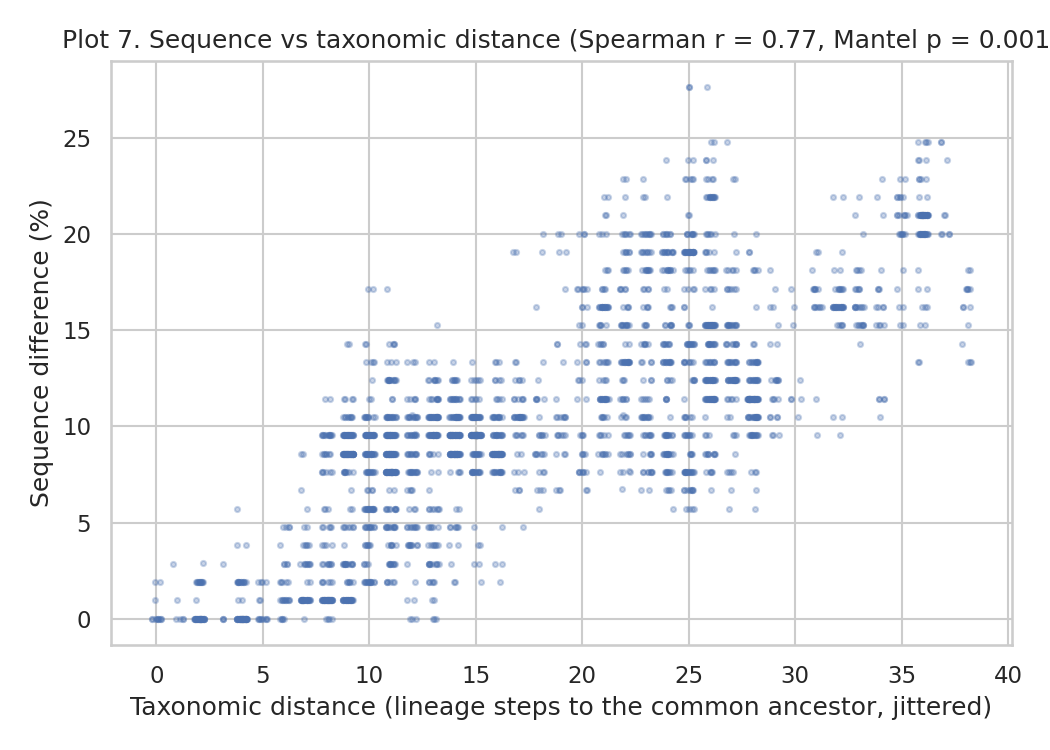 Plot 7. Sequence vs taxonomic distance (Spearman r = 0.77, Mantel p = 0.001
25
20
15
10
5
0
Sequence difference (%)
0 5 10 15 20 25 30 35 40
Taxonomic distance (lineage steps to the common ancestor, jittered)